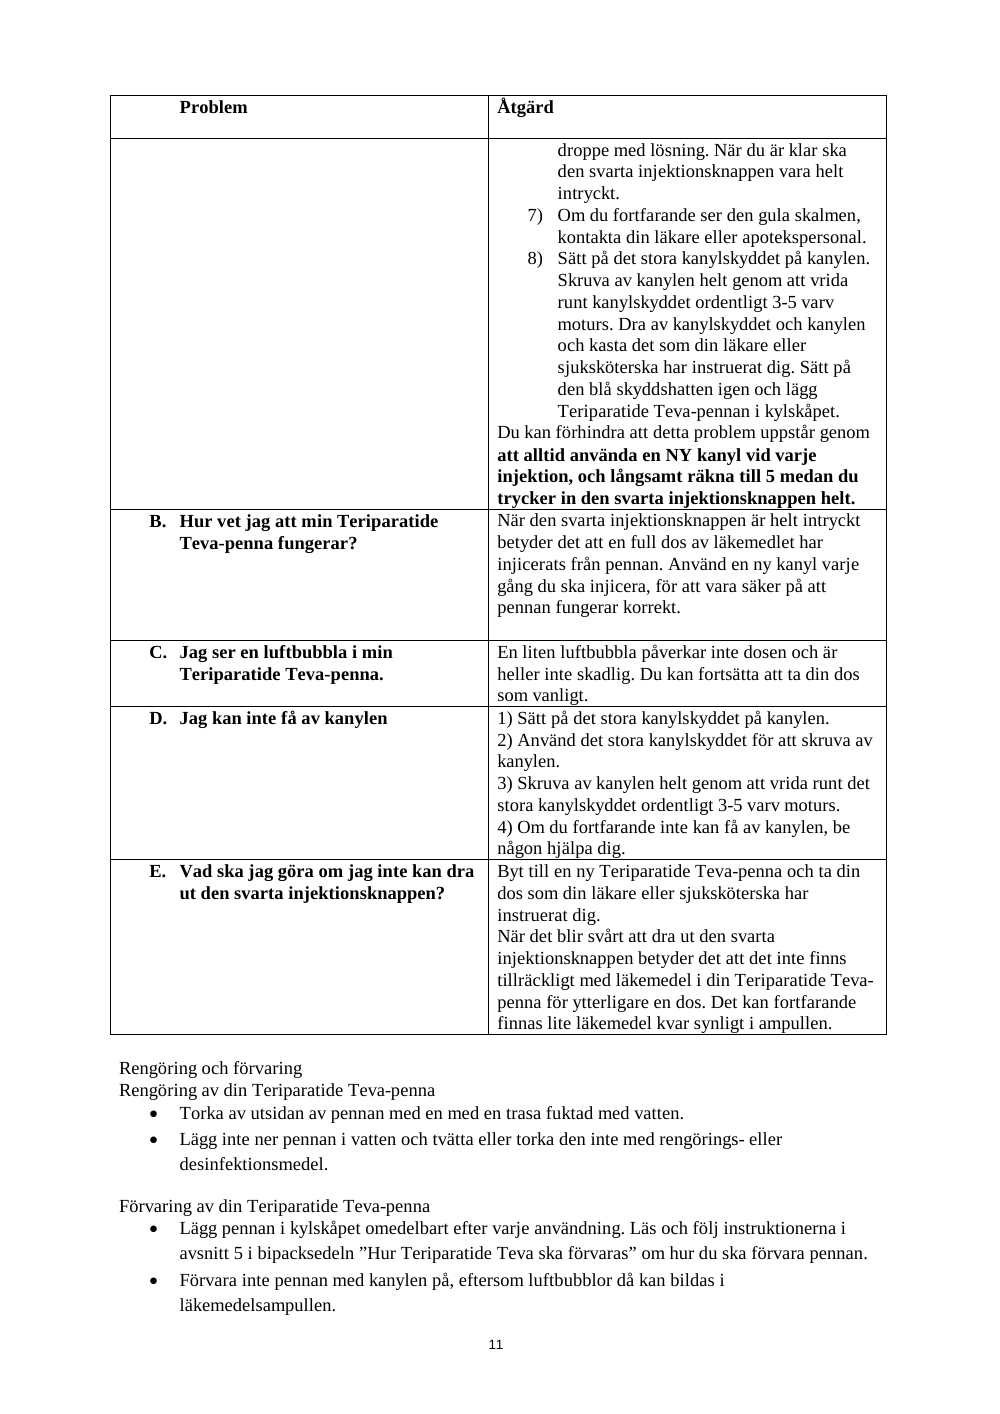 Problem
Åtgärd
droppe med lösning. När du är klar ska
den svarta injektionsknappen vara helt
intryckt.
7) Om du fortfarande ser den gula skalmen,
kontakta din läkare eller apotekspersonal.
8) Sätt på det stora kanylskyddet på kanylen.
Skruva av kanylen helt genom att vrida
runt kanylskyddet ordentligt 3-5 varv
moturs. Dra av kanylskyddet och kanylen
och kasta det som din läkare eller
sjuksköterska har instruerat dig. Sätt på
den blå skyddshatten igen och lägg
Teriparatide Teva-pennan i kylskåpet.
Du kan förhindra att detta problem uppstår genom
att alltid använda en NY kanyl vid varje
injektion, och långsamt räkna till 5 medan du
trycker in den svarta injektionsknappen helt.
B. Hur vet jag att min Teriparatide
Teva-penna fungerar?
När den svarta injektionsknappen är helt intryckt
betyder det att en full dos av läkemedlet har
injicerats från pennan. Använd en ny kanyl varje
gång du ska injicera, för att vara säker på att
pennan fungerar korrekt.
C. Jag ser en luftbubbla i min
Teriparatide Teva-penna.
En liten luftbubbla påverkar inte dosen och är
heller inte skadlig. Du kan fortsätta att ta din dos
som vanligt.
D. Jag kan inte få av kanylen
1) Sätt på det stora kanylskyddet på kanylen.
2) Använd det stora kanylskyddet för att skruva av
kanylen.
3) Skruva av kanylen helt genom att vrida runt det
stora kanylskyddet ordentligt 3-5 varv moturs.
4) Om du fortfarande inte kan få av kanylen, be
någon hjälpa dig.
E. Vad ska jag göra om jag inte kan dra
ut den svarta injektionsknappen?
Byt till en ny Teriparatide Teva-penna och ta din
dos som din läkare eller sjuksköterska har
instruerat dig.
När det blir svårt att dra ut den svarta
injektionsknappen betyder det att det inte finns
tillräckligt med läkemedel i din Teriparatide Teva-
penna för ytterligare en dos. Det kan fortfarande
finnas lite läkemedel kvar synligt i ampullen.
Rengöring och förvaring
Rengöring av din Teriparatide Teva-penna
• Torka av utsidan av pennan med en med en trasa fuktad med vatten.
• Lägg inte ner pennan i vatten och tvätta eller torka den inte med rengörings- eller
desinfektionsmedel.
Förvaring av din Teriparatide Teva-penna
• Lägg pennan i kylskåpet omedelbart efter varje användning. Läs och följ instruktionerna i
avsnitt 5 i bipacksedeln ”Hur Teriparatide Teva ska förvaras” om hur du ska förvara pennan.
• Förvara inte pennan med kanylen på, eftersom luftbubblor då kan bildas i
läkemedelsampullen.
11